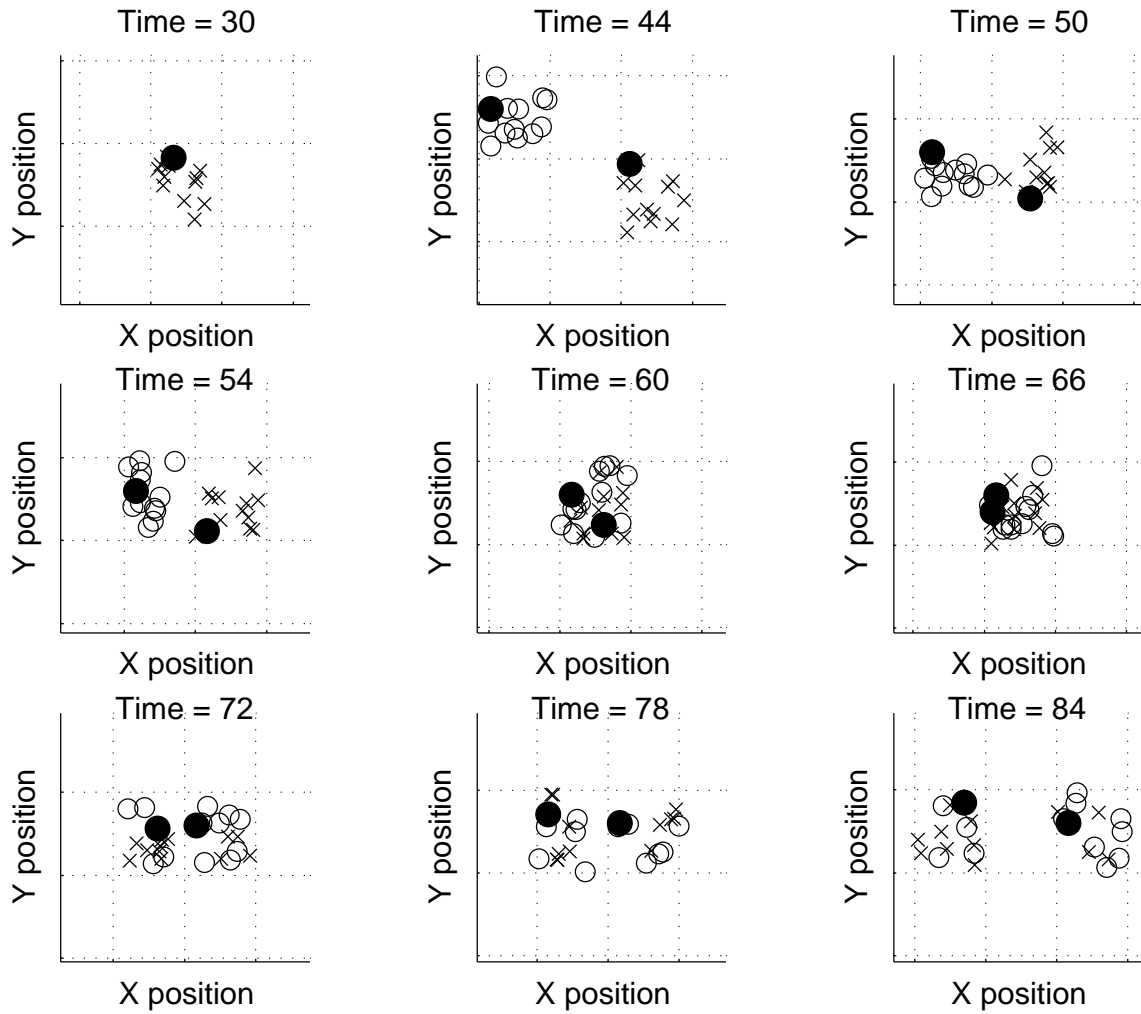 Time = 30
Time = 44
Time = 50
Y position
Y position
Y position
X position
X position
X position
Time = 54
Time = 60
Time = 66
Y position
Y position
Y position
X position
X position
X position
Time = 72
Time = 78
Time = 84
Y position
Y position
Y position
X position
X position
X position